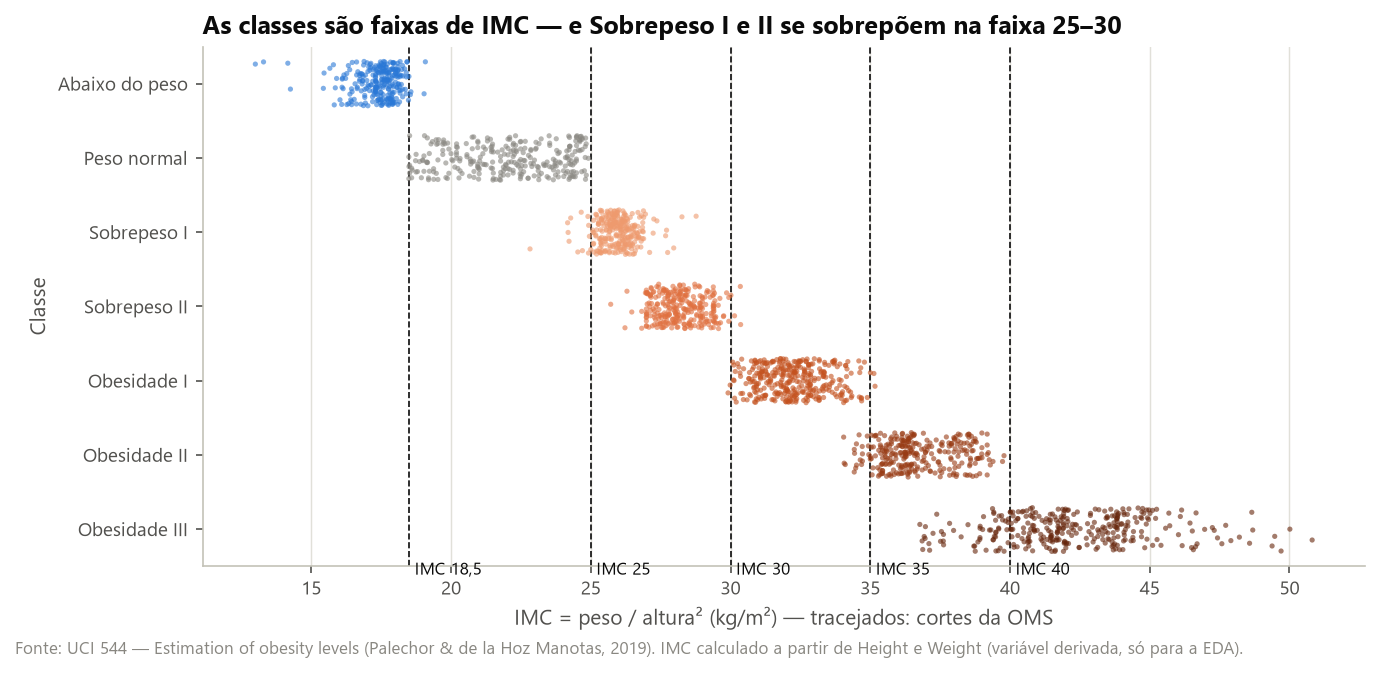 As classes são faixas de IMC — e Sobrepeso I e II se sobrepõem na faixa 25–30
Classe
Abaixo do peso
Peso normal
Sobrepeso I
Sobrepeso II
Obesidade I
Obesidade II
Obesidade III
IMC 18,5
IMC 25
IMC 30
IMC 35
IMC 40
15
20
25
30
35
40
45
50
IMC = peso / altura² (kg/m²) — tracejados: cortes da OMS
Fonte: UCI 544 — Estimation of obesity levels (Palechor & de la Hoz Manotas, 2019). IMC calculado a partir de Height e Weight (variável derivada, só para a EDA).